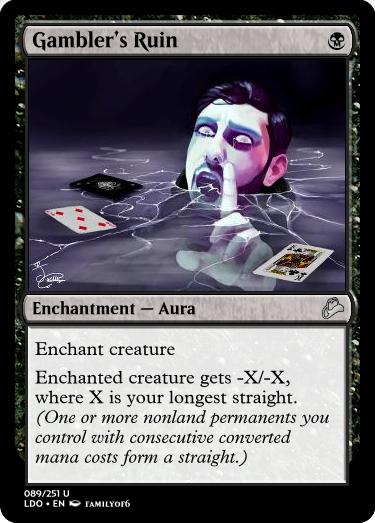 Gambler's Ruin
Enchantment — Aura
Enchant creature
Enchanted creature gets -X/-X,
where X is your longest straight.
(One or more nonland permanents you
control with consecutive converted
mana costs form a straight.)
089/251 U
LDO • EN FAMILYOF6